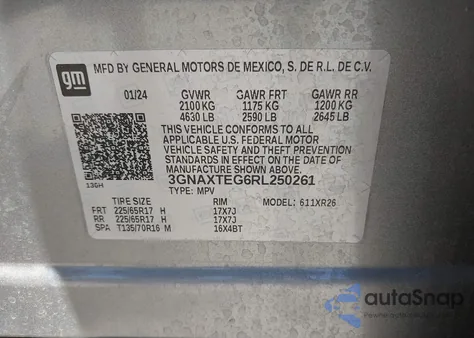 gm
MFD BY GENERAL MOTORS DE MEXICO, S. DE R.L. DE C.V.
01/24 GVWR GAWR FRT GAWR RR
2100 KG 1175 KG 1200 KG
4630 LB 2590 LB 2645 LB
THIS VEHICLE CONFORMS TO ALL
APPLICABLE U.S. FEDERAL MOTOR
VEHICLE SAFETY AND THEFT PREVENTION
STANDARDS IN EFFECT ON THE DATE OF
MANUFACTURE SHOWN ABOVE.
3GNAXTEG6RL250261
TYPE: MPV
TIRE SIZE RIM MODEL: 611XR26
FRT 225/65R17 H 17X7J
RR 225/65R17 H 17X7J
SPA T135/70R16 M 16X4BT
autoSnap